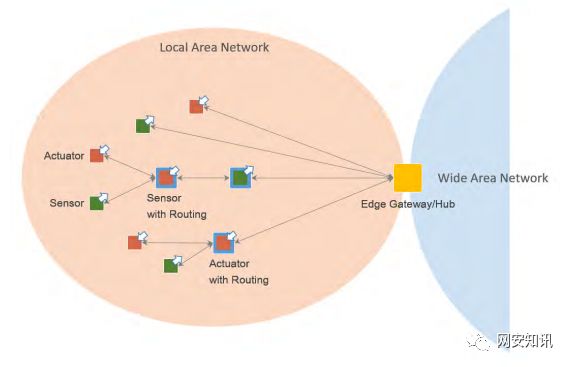 Local Area Network
Actuator
Sensor
Sensor
with Routing
Actuator
with Routing
Edge Gateway/Hub
Wide Area Network
网安知讯